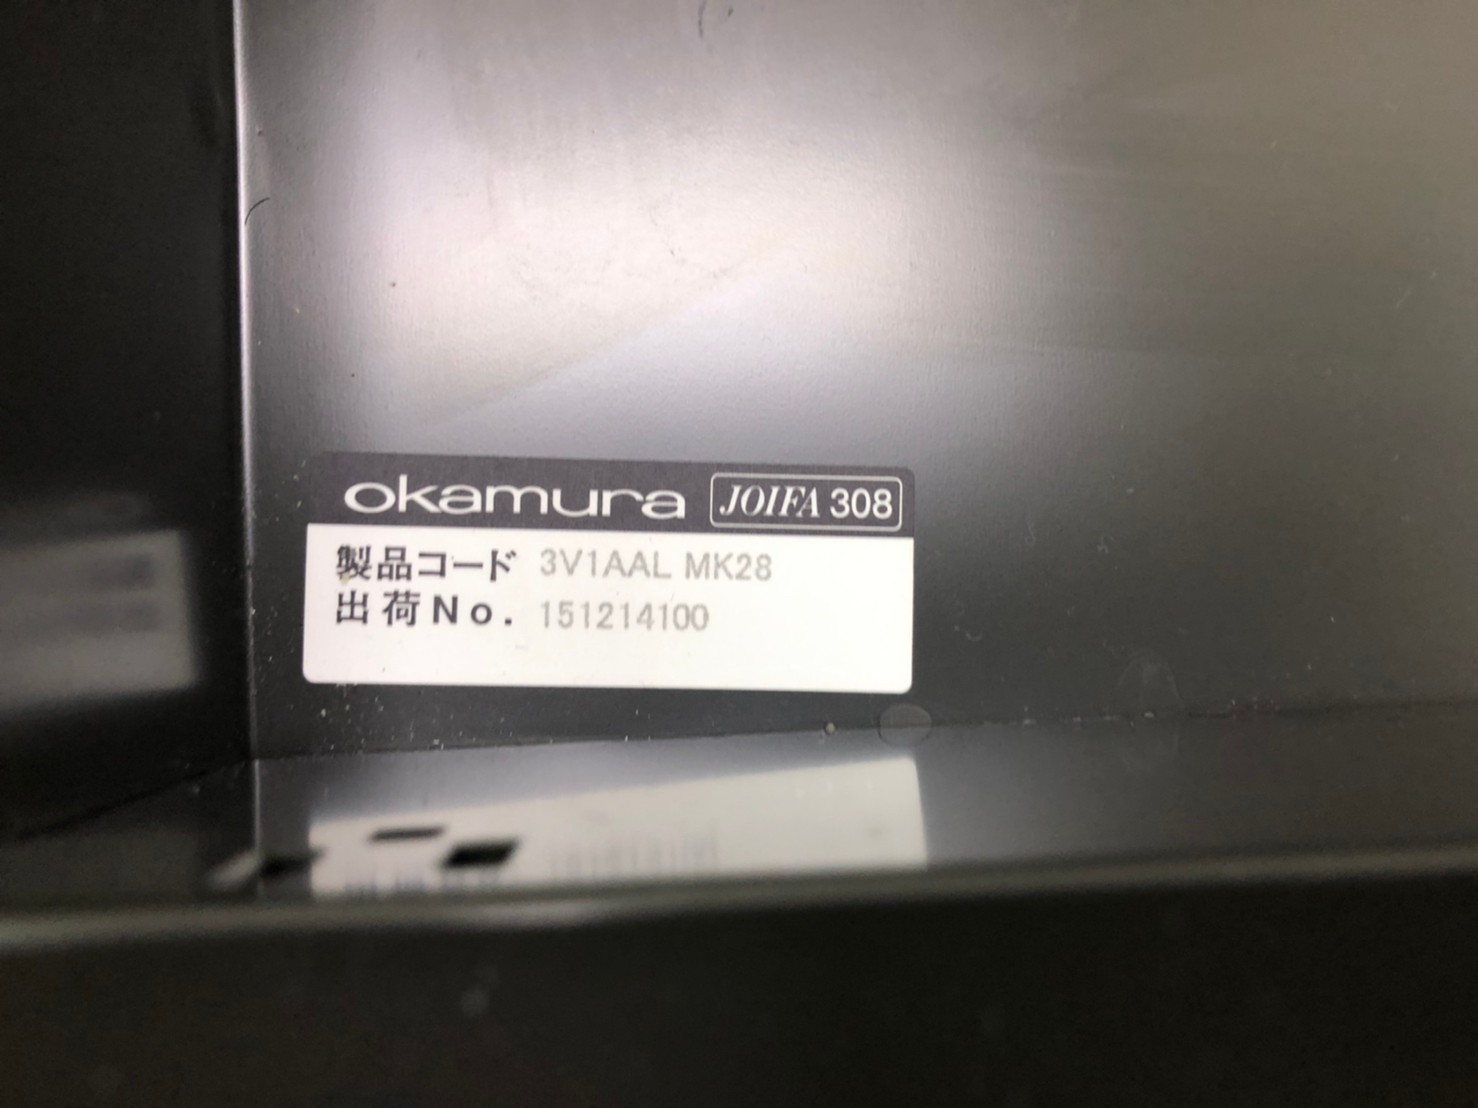 okamura JOIFA 308
製品コード 3V1AAL MK28
出荷No. 151214100